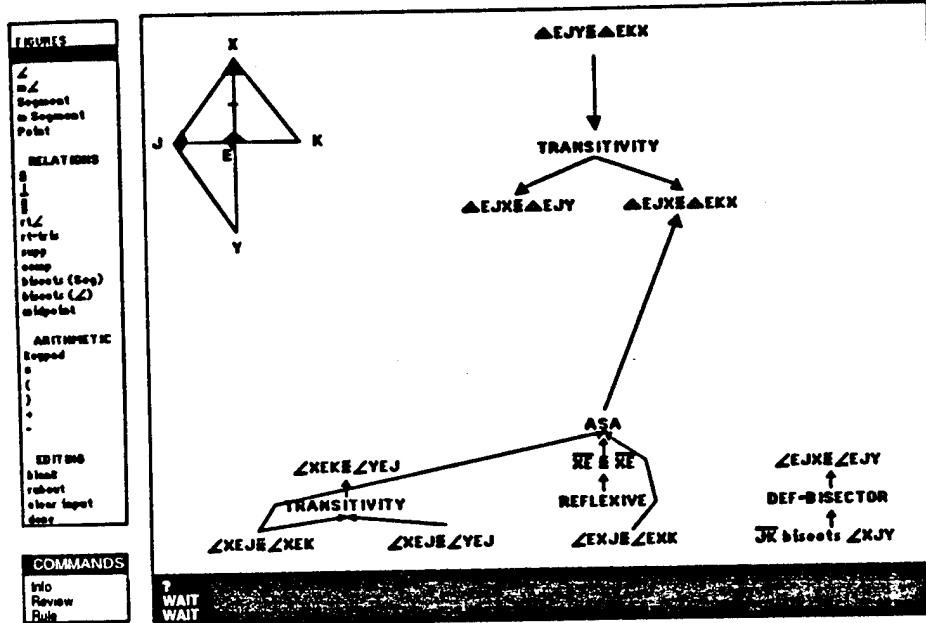 FIGURES
∠
m∠
Segment
m Segment
Point
RELATIONS
≅
⊥
∥
rt∠
rt-tris
supp
comp
bisects (Seg)
bisects (∠)
midpoint
ARITHMETIC
Keypad
(
)
+
-
EDITING
blank
rubout
clear input
done
COMMANDS
Info
Review
Rule
X
J
E
K
Y
▲EJY≅▲EKX
TRANSITIVITY
▲EJX≅▲EJY
▲EJX≅▲EKX
ASA
∠XEK≅∠YEJ
XE ≅ XE
∠EJX≅∠EJY
TRANSITIVITY
REFLEXIVE
DEF-BISECTOR
∠XEJ≅∠XEK
∠XEJ≅∠YEJ
∠EXJ≅∠EXK
JK bisects ∠XJY
?
WAIT
WAIT